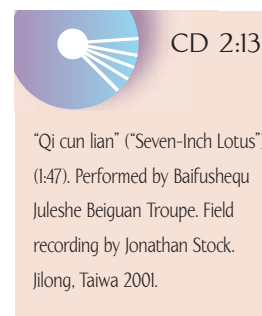 CD 2:13
“Qi cun lian” (“Seven-Inch Lotus”)
(1:47). Performed by Baifushequ
Juleshe Beiguan Troupe. Field
recording by Jonathan Stock.
Jilong, Taiwa 2001.